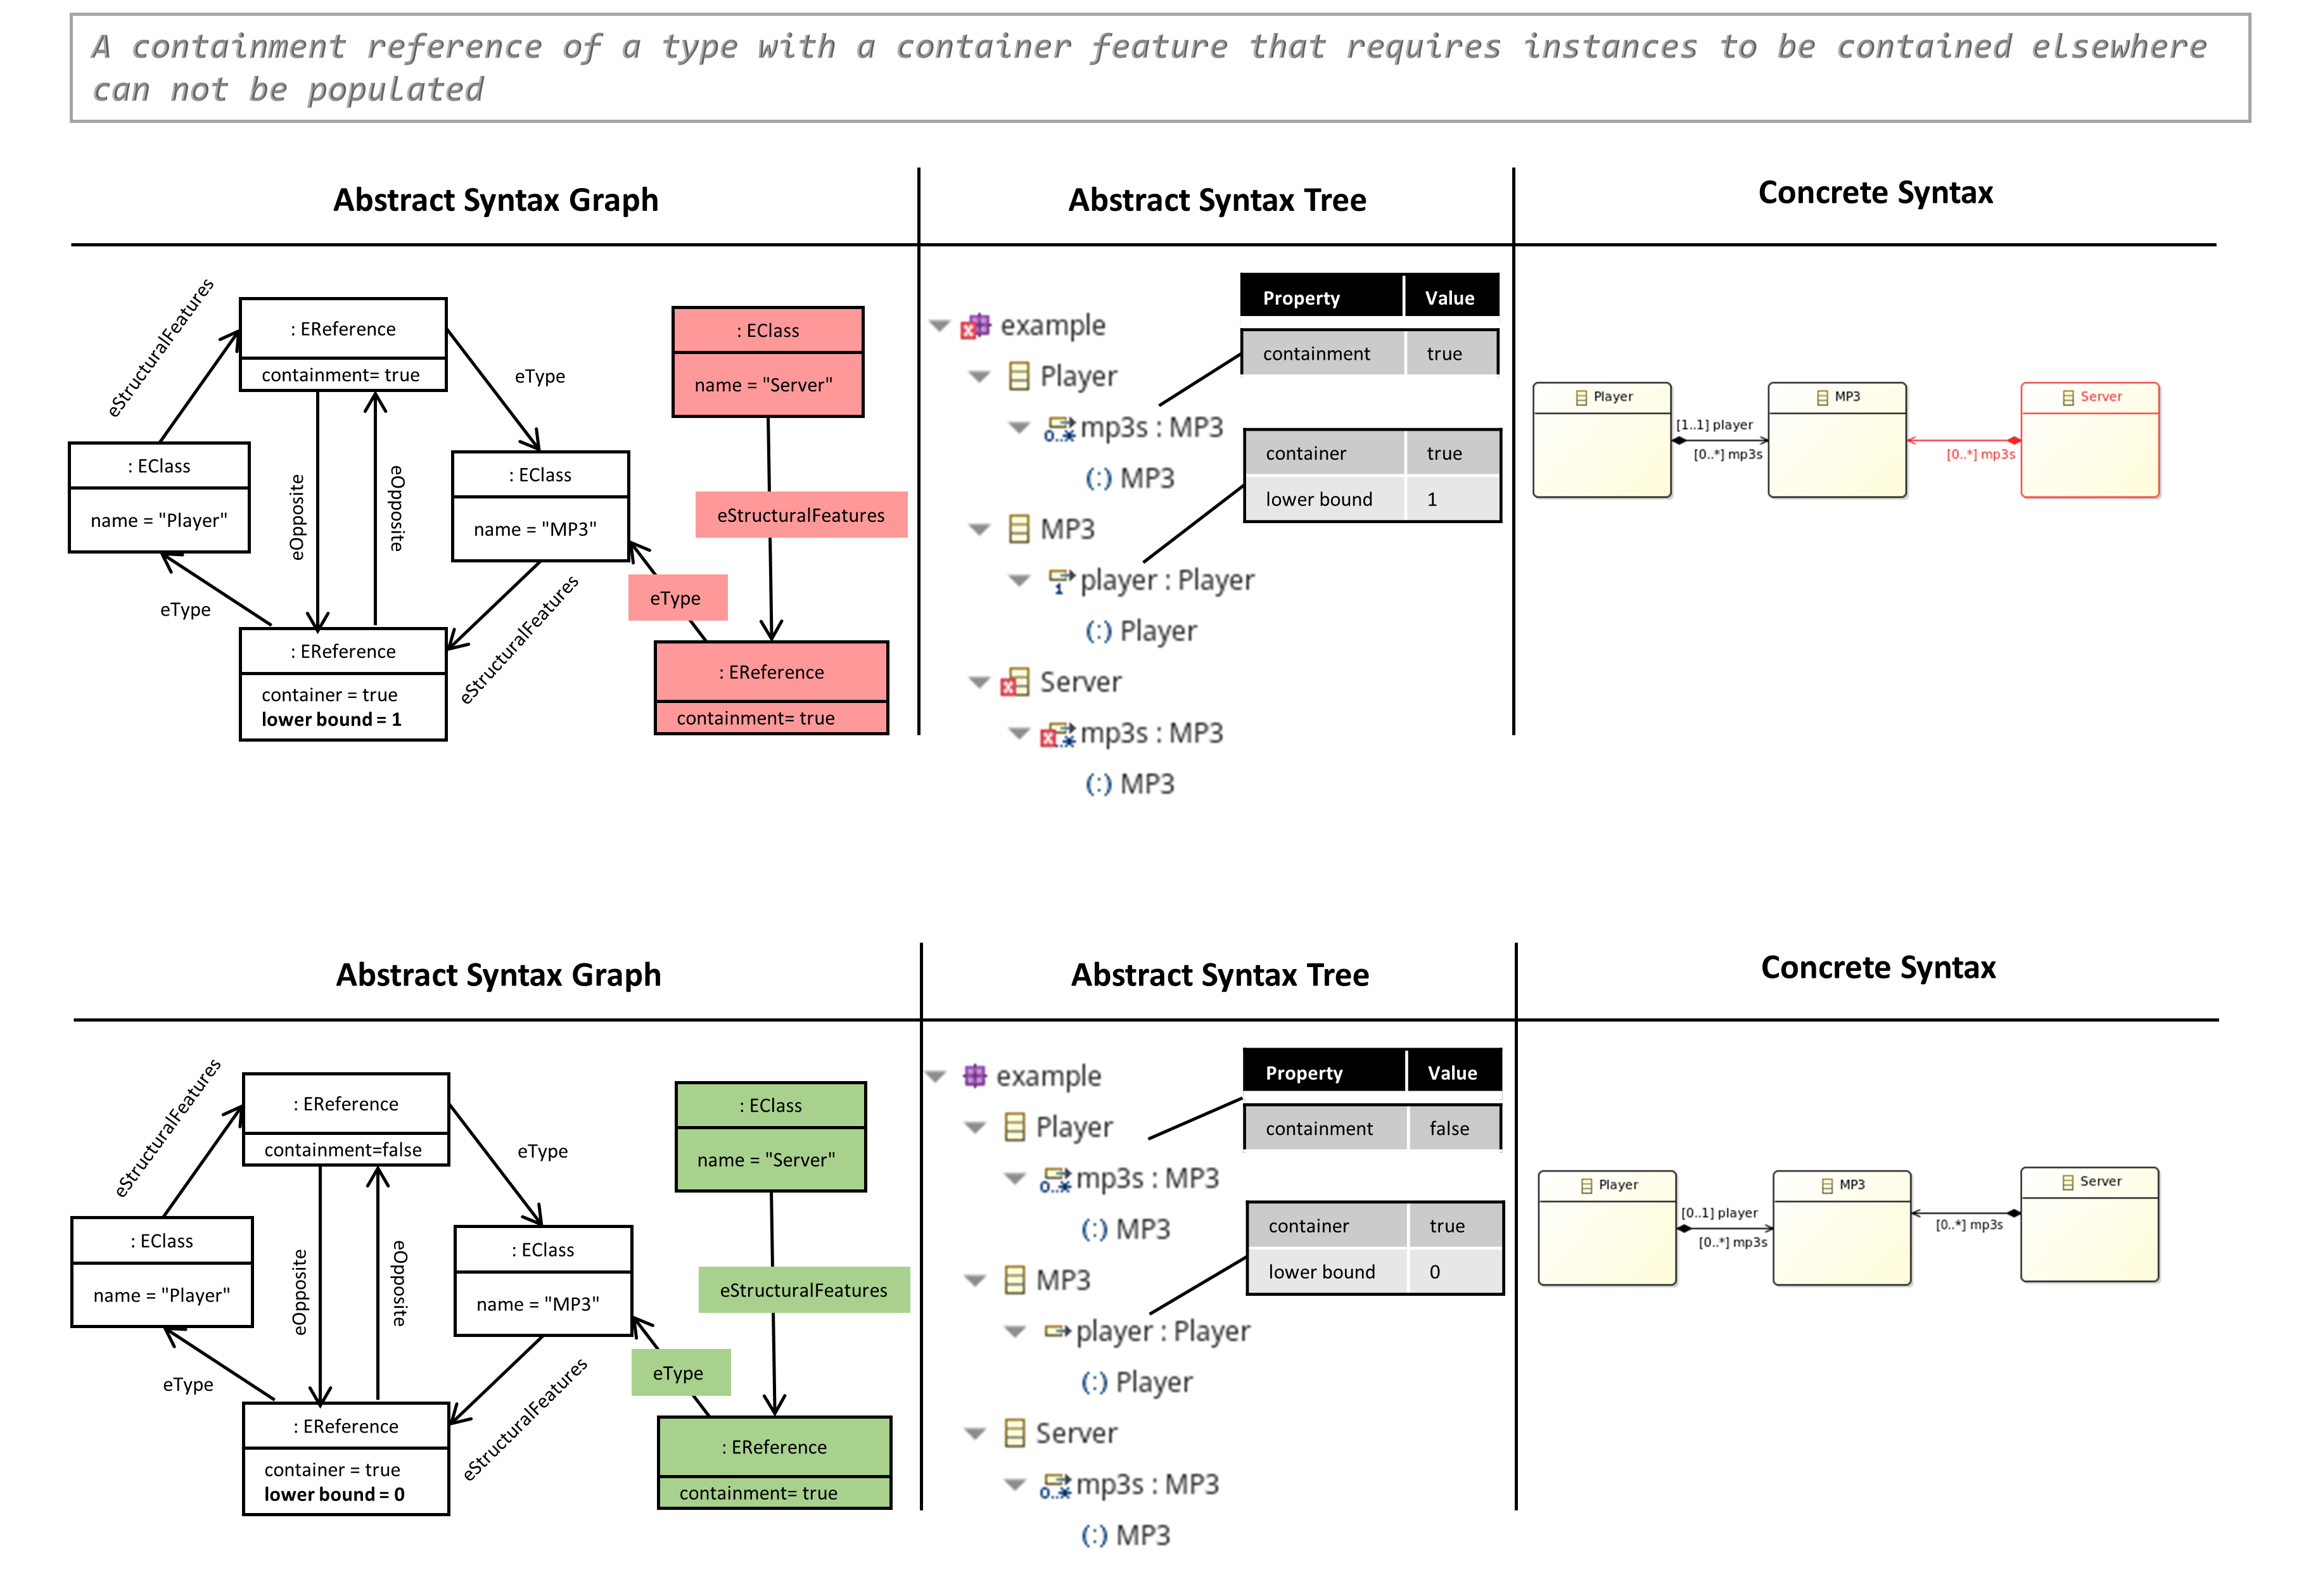 A containment reference of a type with a container feature that requires instances to be contained elsewhere
can not be populated
Abstract Syntax Graph
Abstract Syntax Tree
Concrete Syntax
eStructuralFeatures
: EReference
containment= true
eType
: EClass
name = "Player"
eOpposite
eOpposite
: EClass
name = "MP3"
eType
: EReference
container = true
lower bound = 1
eStructuralFeatures
: EClass
name = "Server"
eStructuralFeatures
eType
: EReference
containment= true
example
Player
0..* mp3s : MP3
(:) MP3
MP3
1 player : Player
(:) Player
Server
..* mp3s : MP3
(:) MP3
Property Value
containment true
container true
lower bound 1
Player
[1..1] player
[0..*] mp3s
MP3
[0..*] mp3s
Server
Abstract Syntax Graph
Abstract Syntax Tree
Concrete Syntax
eStructuralFeatures
: EReference
containment=false
eType
: EClass
name = "Player"
eOpposite
eOpposite
: EClass
name = "MP3"
eType
: EReference
container = true
lower bound = 0
eStructuralFeatures
: EClass
name = "Server"
eStructuralFeatures
eType
: EReference
containment= true
example
Player
0..* mp3s : MP3
(:) MP3
MP3
player : Player
(:) Player
Server
0..* mp3s : MP3
(:) MP3
Property Value
containment false
container true
lower bound 0
Player
[0..1] player
[0..*] mp3s
MP3
[0..*] mp3s
Server